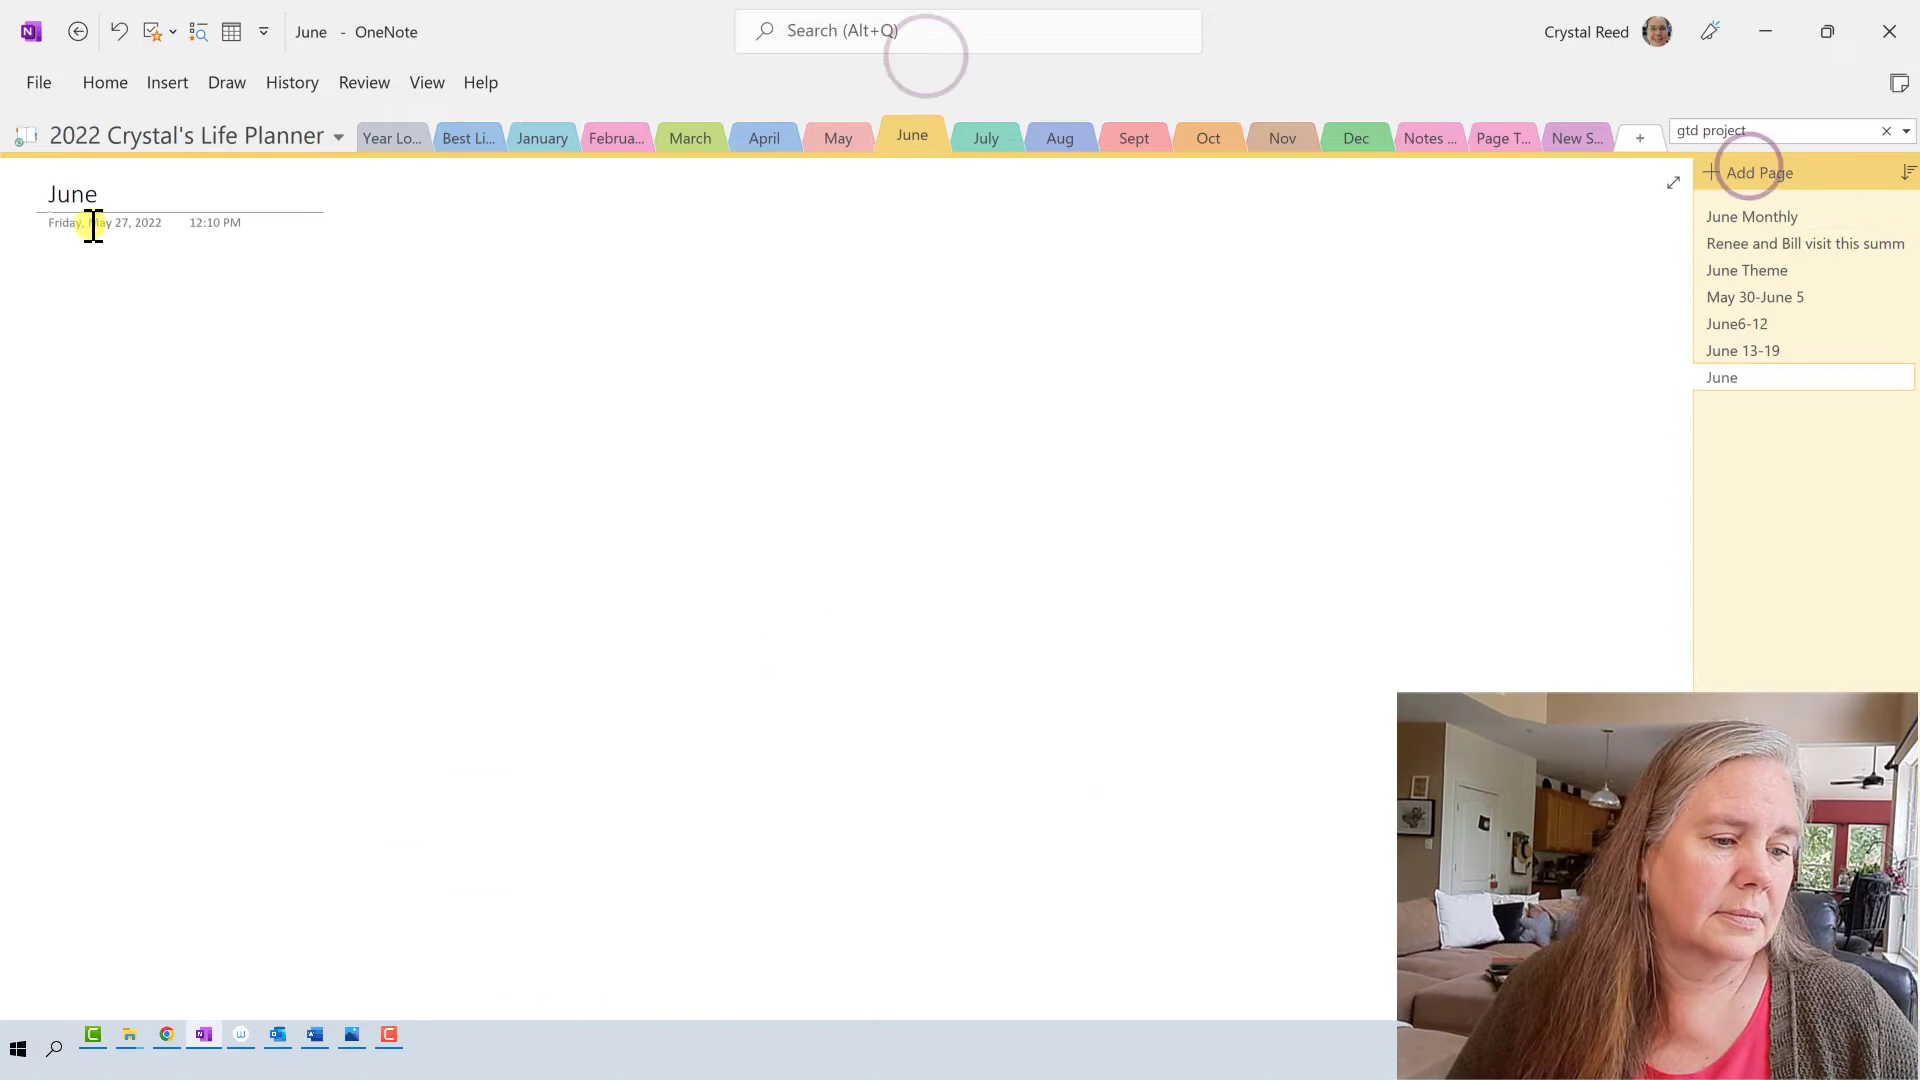 June - OneNote
Search (Alt+Q)
Crystal Reed
File Home Insert Draw History Review View Help
2022 Crystal's Life Planner
Year Lo... Best Li... January Februa... March April May June July Aug Sept Oct Nov Dec Notes ... Page T... New S... +
gtd project
Add Page
June
Friday, May 27, 2022 12:10 PM
June Monthly
Renee and Bill visit this summ
June Theme
May 30-June 5
June6-12
June 13-19
June